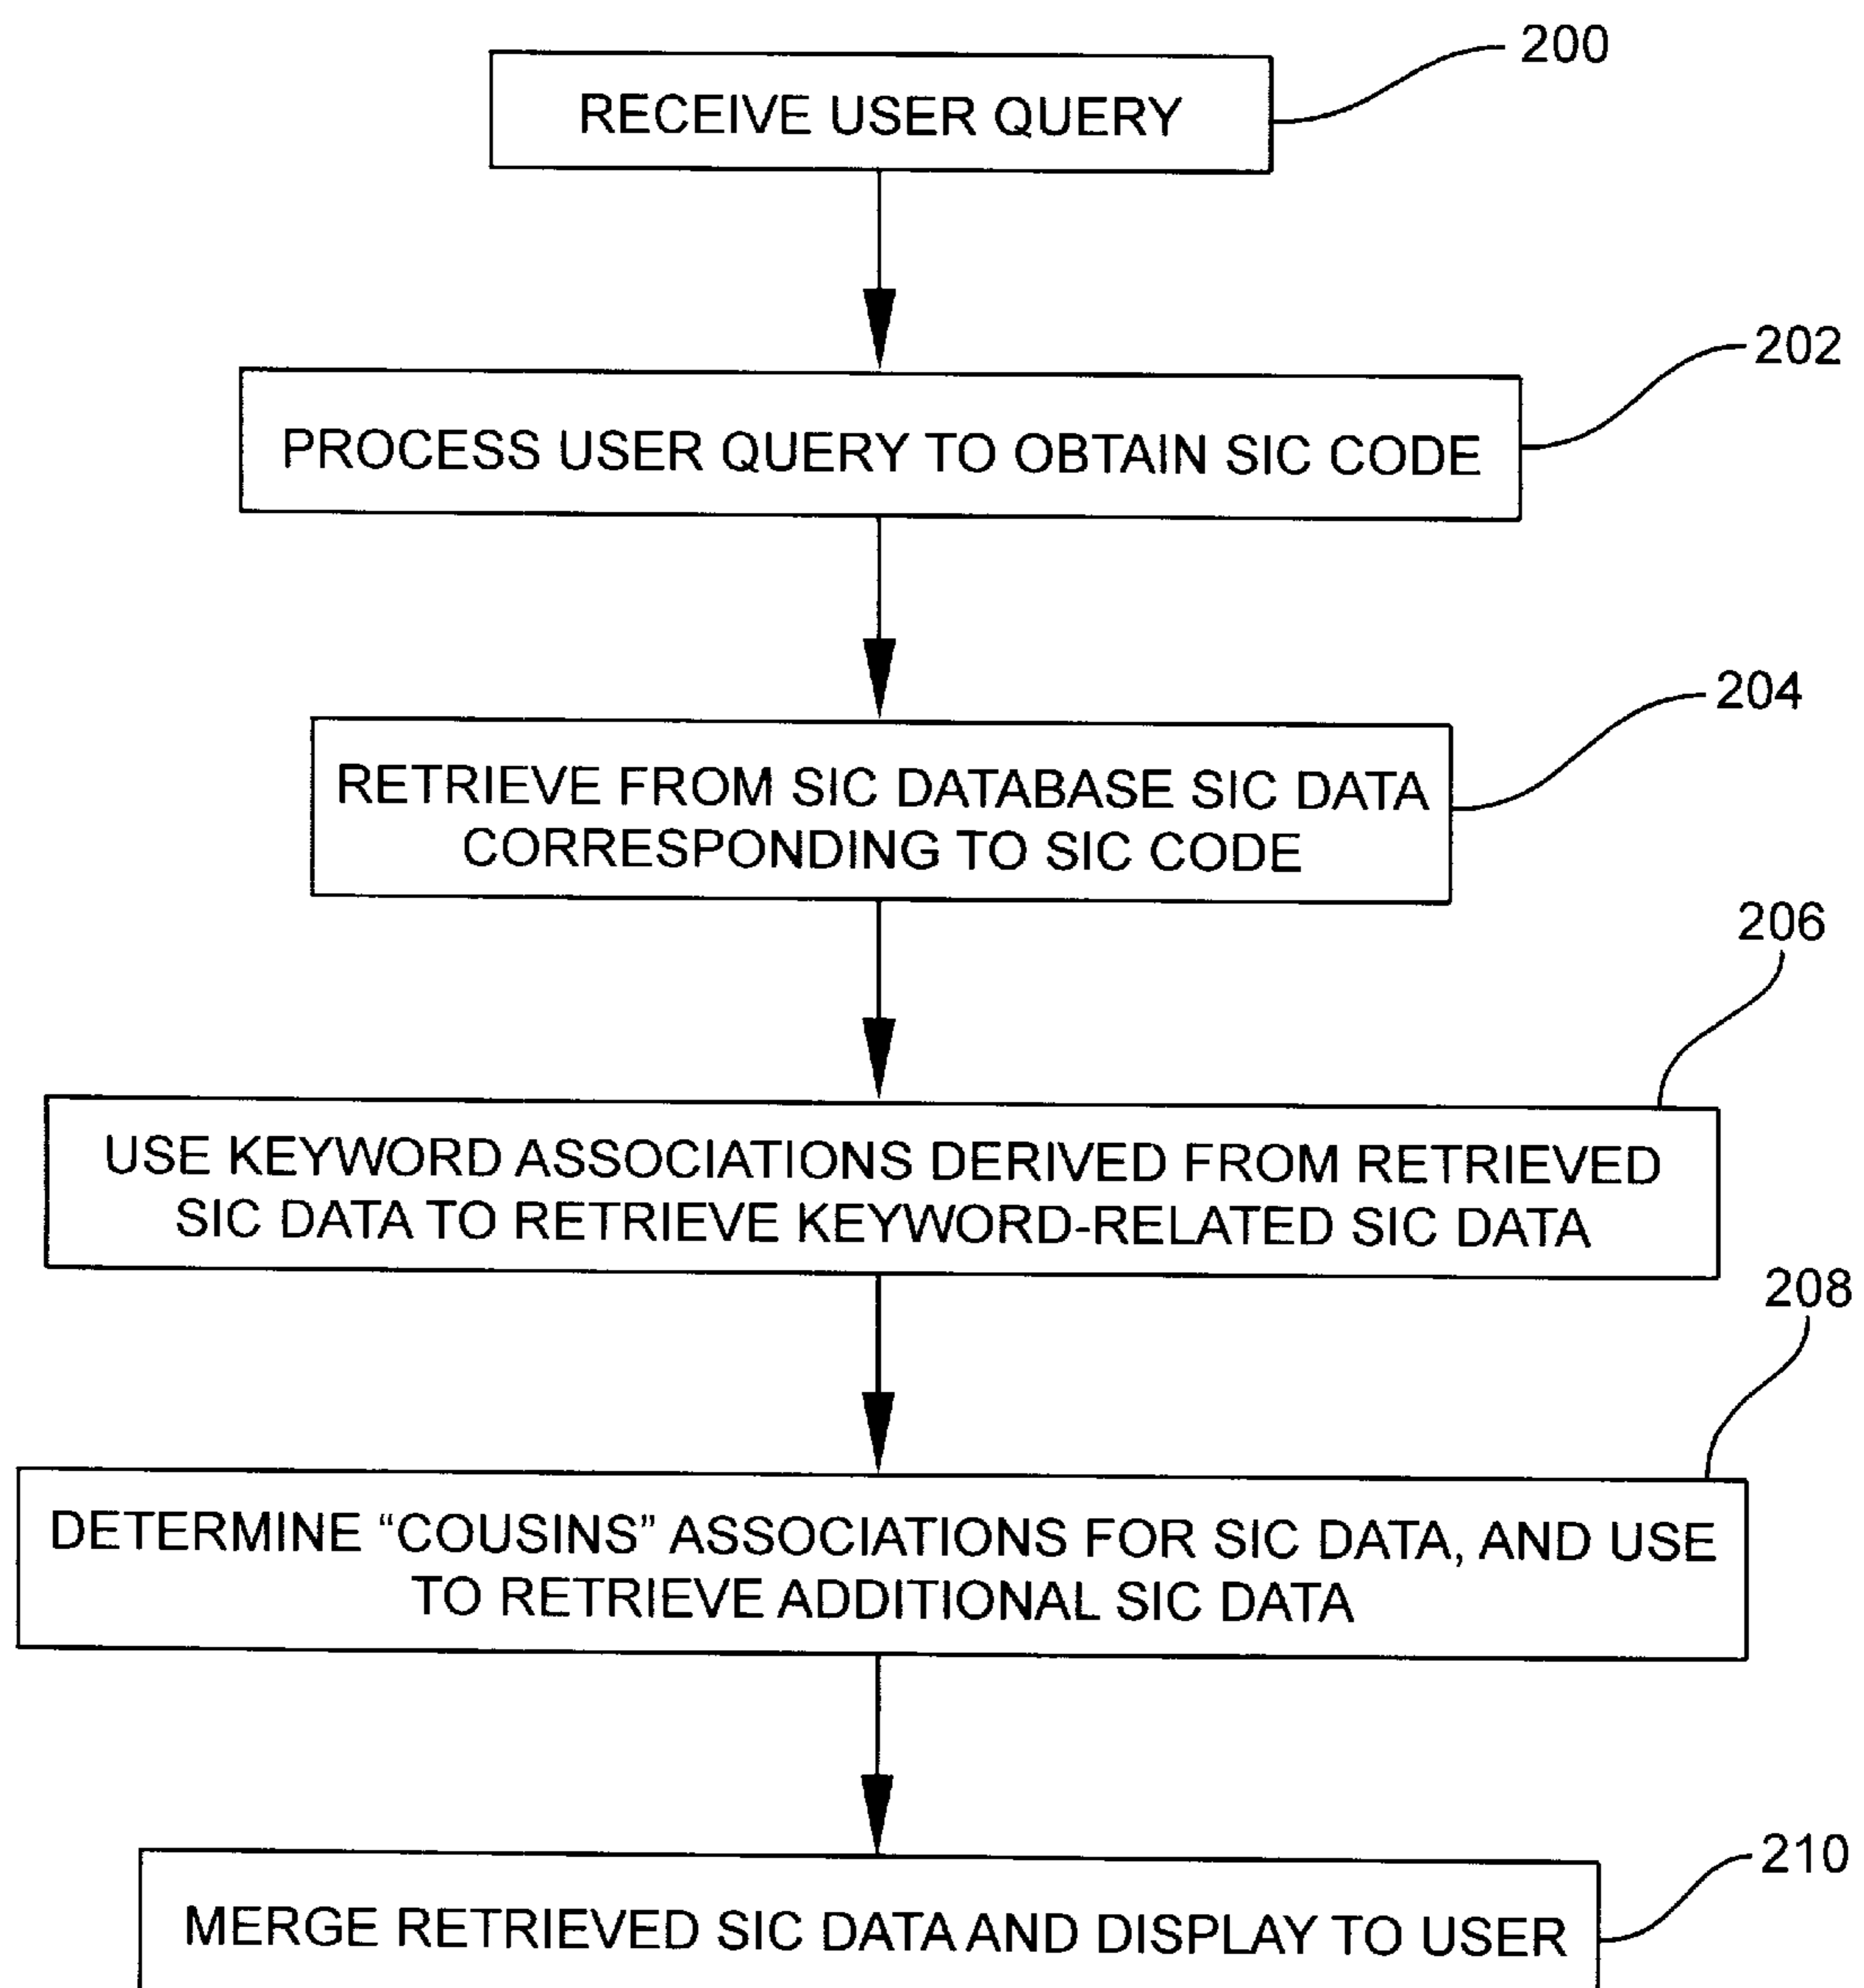 200
RECEIVE USER QUERY
202
PROCESS USER QUERY TO OBTAIN SIC CODE
204
RETRIEVE FROM SIC DATABASE SIC DATA
CORRESPONDING TO SIC CODE
206
USE KEYWORD ASSOCIATIONS DERIVED FROM RETRIEVED
SIC DATA TO RETRIEVE KEYWORD-RELATED SIC DATA
208
DETERMINE “COUSINS” ASSOCIATIONS FOR SIC DATA, AND USE
TO RETRIEVE ADDITIONAL SIC DATA
210
MERGE RETRIEVED SIC DATA AND DISPLAY TO USER